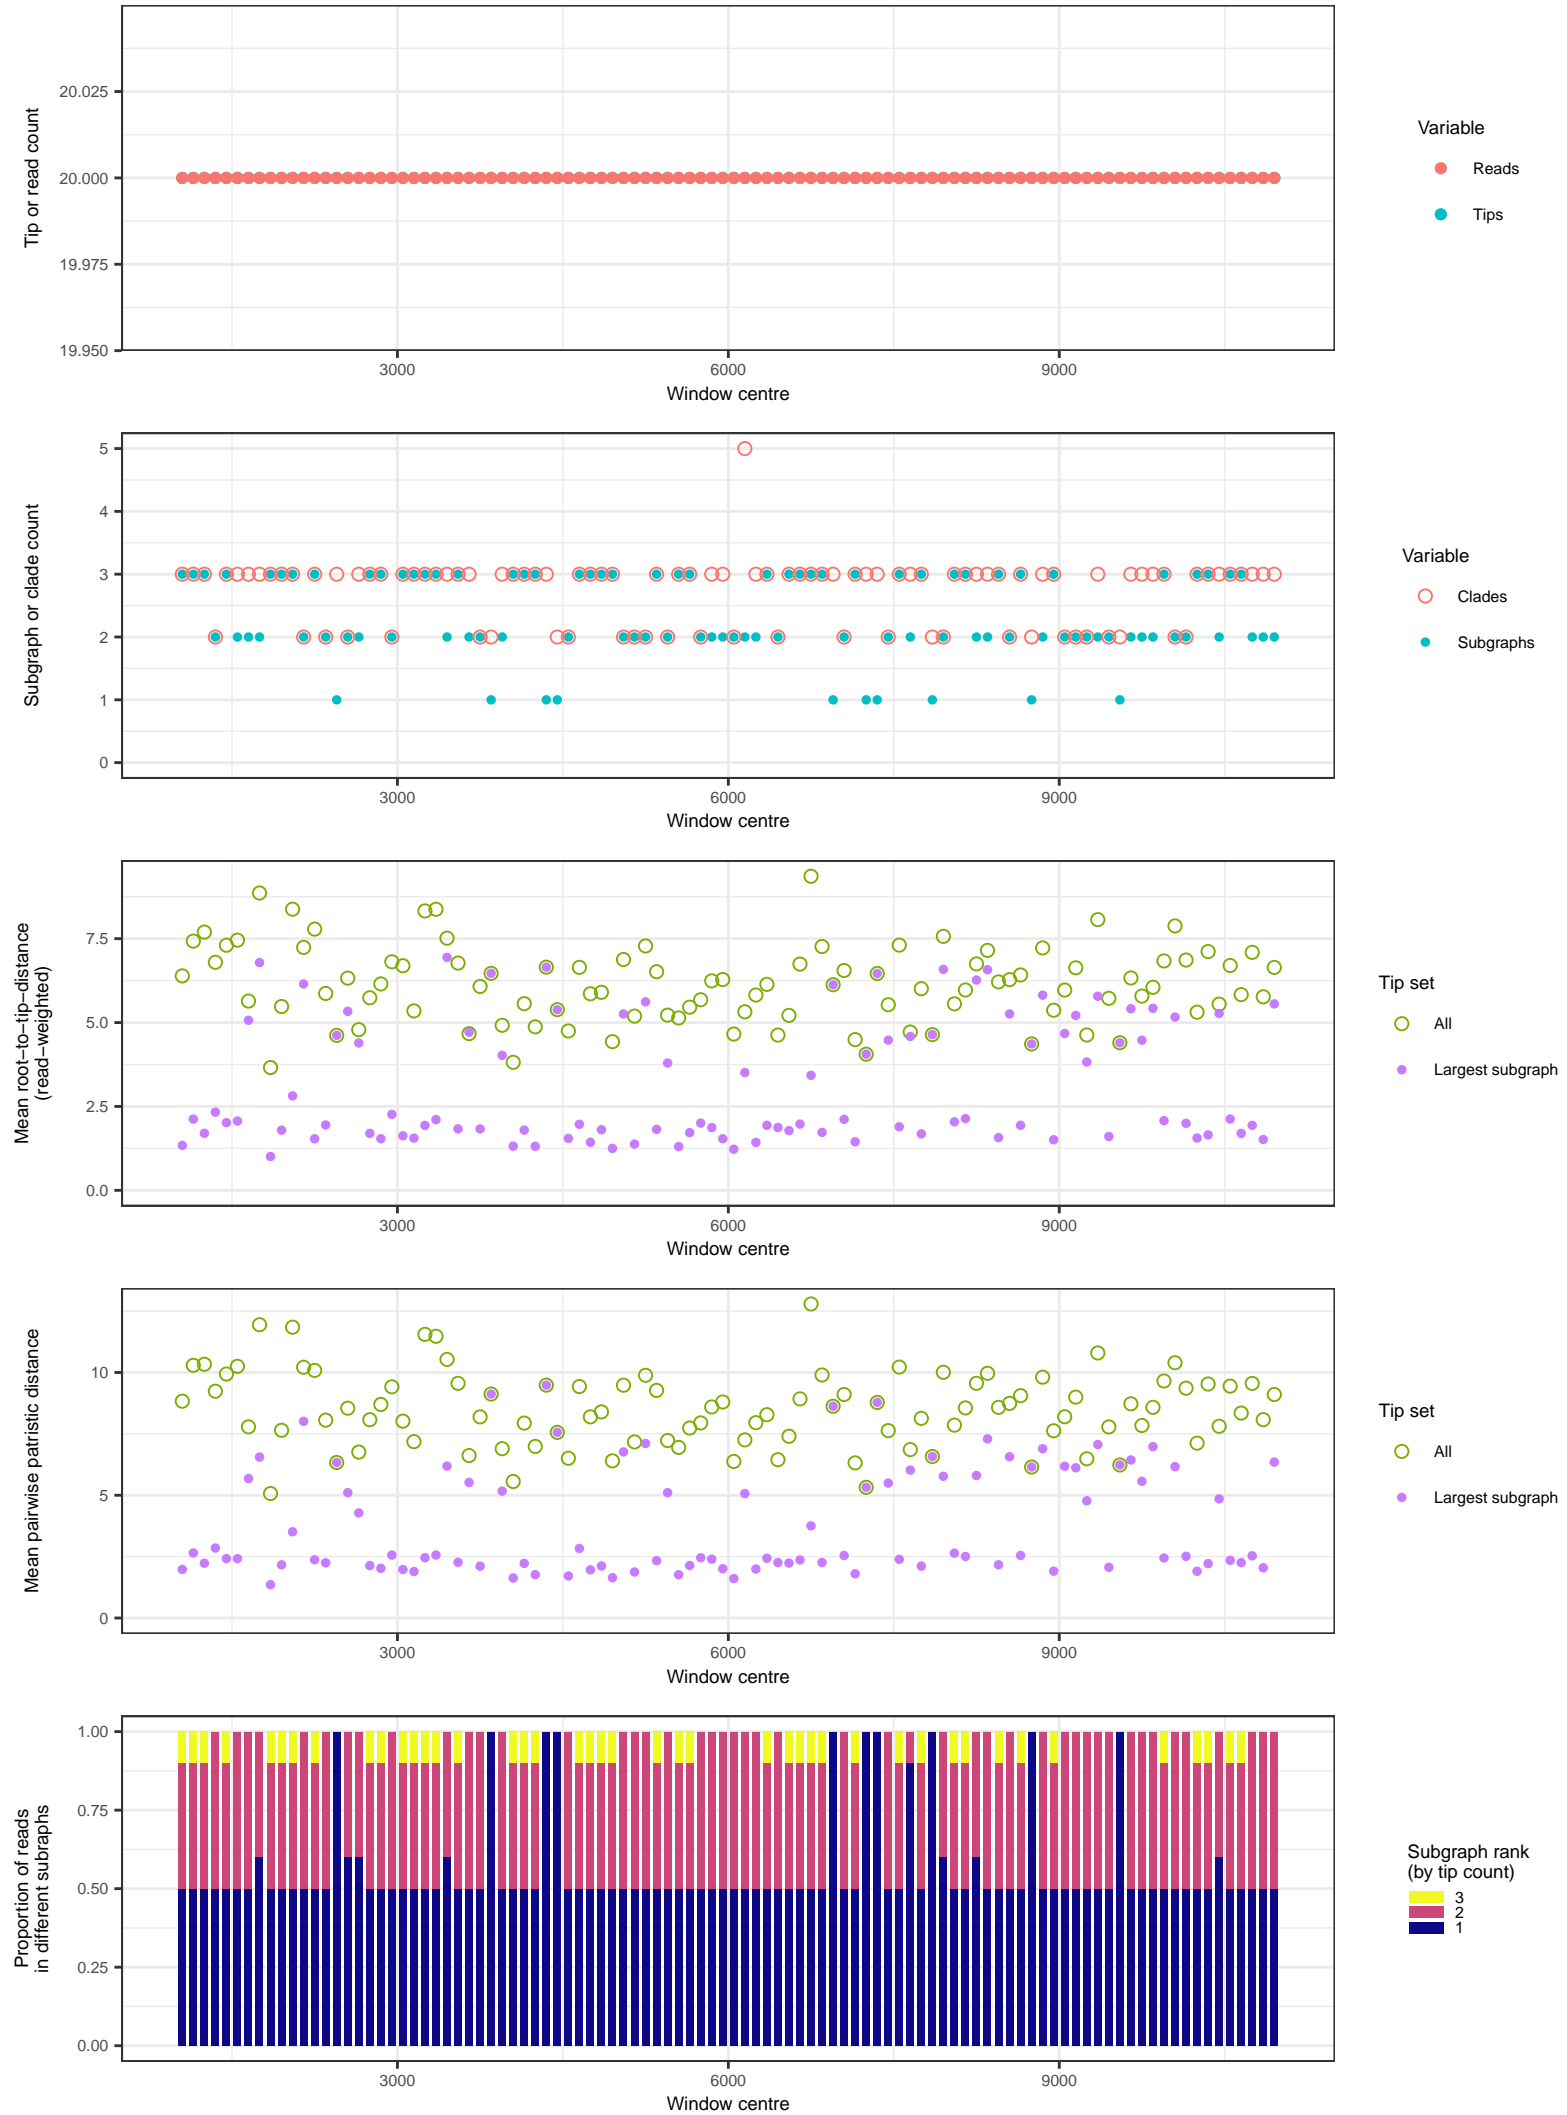 20.025
20.000
19.975
19.950
Tip or read count
3000 6000 9000
Window centre
Variable
Reads
Tips
5
4
3
2
1
0
Subgraph or clade count
3000 6000 9000
Window centre
Variable
Clades
Subgraphs
7.5
5.0
2.5
0.0
Mean root−to−tip−distance
(read−weighted)
3000 6000 9000
Window centre
Tip set
All
Largest subgraph
10
5
0
Mean pairwise patristic distance
3000 6000 9000
Window centre
Tip set
All
Largest subgraph
1.00
0.75
0.50
0.25
0.00
Proportion of reads
in different subraphs
3000 6000 9000
Window centre
Subgraph rank
(by tip count)
3
2
1